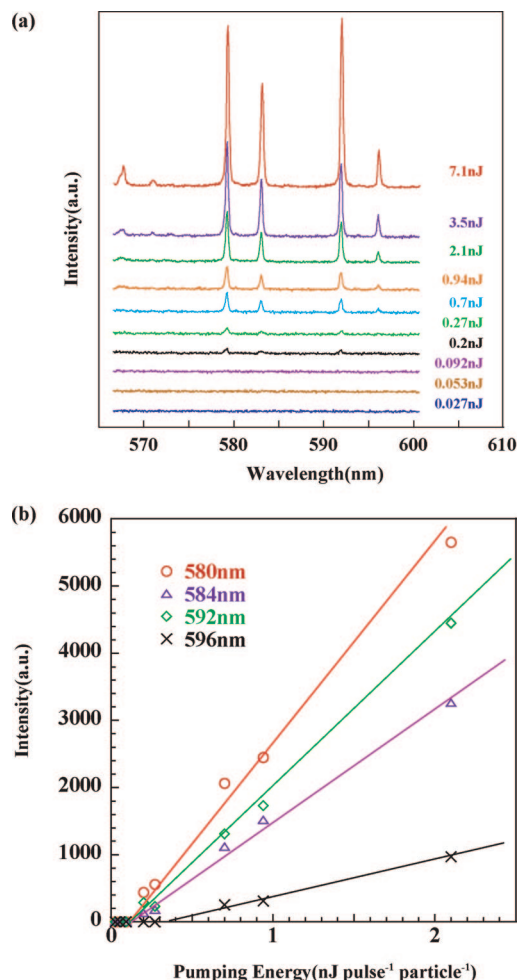 (a)
Intensity(a.u.)
7.1nJ
3.5nJ
2.1nJ
0.94nJ
0.7nJ
0.27nJ
0.2nJ
0.092nJ
0.053nJ
0.027nJ
570 580 590 600 610
Wavelength(nm)
(b)
Intensity(a.u.)
6000
5000
4000
3000
2000
1000
0
580nm
584nm
592nm
596nm
0 1 2
Pumping Energy(nJ pulse⁻¹ particle⁻¹)